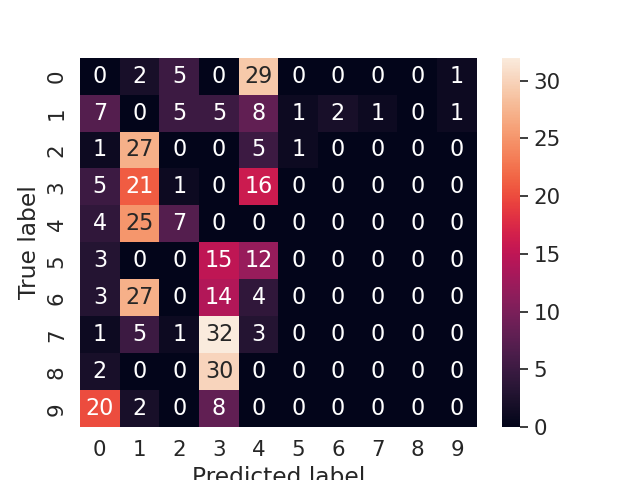 0 0 2 5 0 29 0 0 0 0 1
1 7 0 5 5 8 1 2 1 0 1
2 1 27 0 0 5 1 0 0 0 0
3 5 21 1 0 16 0 0 0 0 0
4 4 25 7 0 0 0 0 0 0 0
5 3 0 0 15 12 0 0 0 0 0
6 3 27 0 14 4 0 0 0 0 0
7 1 5 1 32 3 0 0 0 0 0
8 2 0 0 30 0 0 0 0 0 0
9 20 2 0 8 0 0 0 0 0 0
0 1 2 3 4 5 6 7 8 9
True label
Predicted label
30
25
20
15
10
5
0